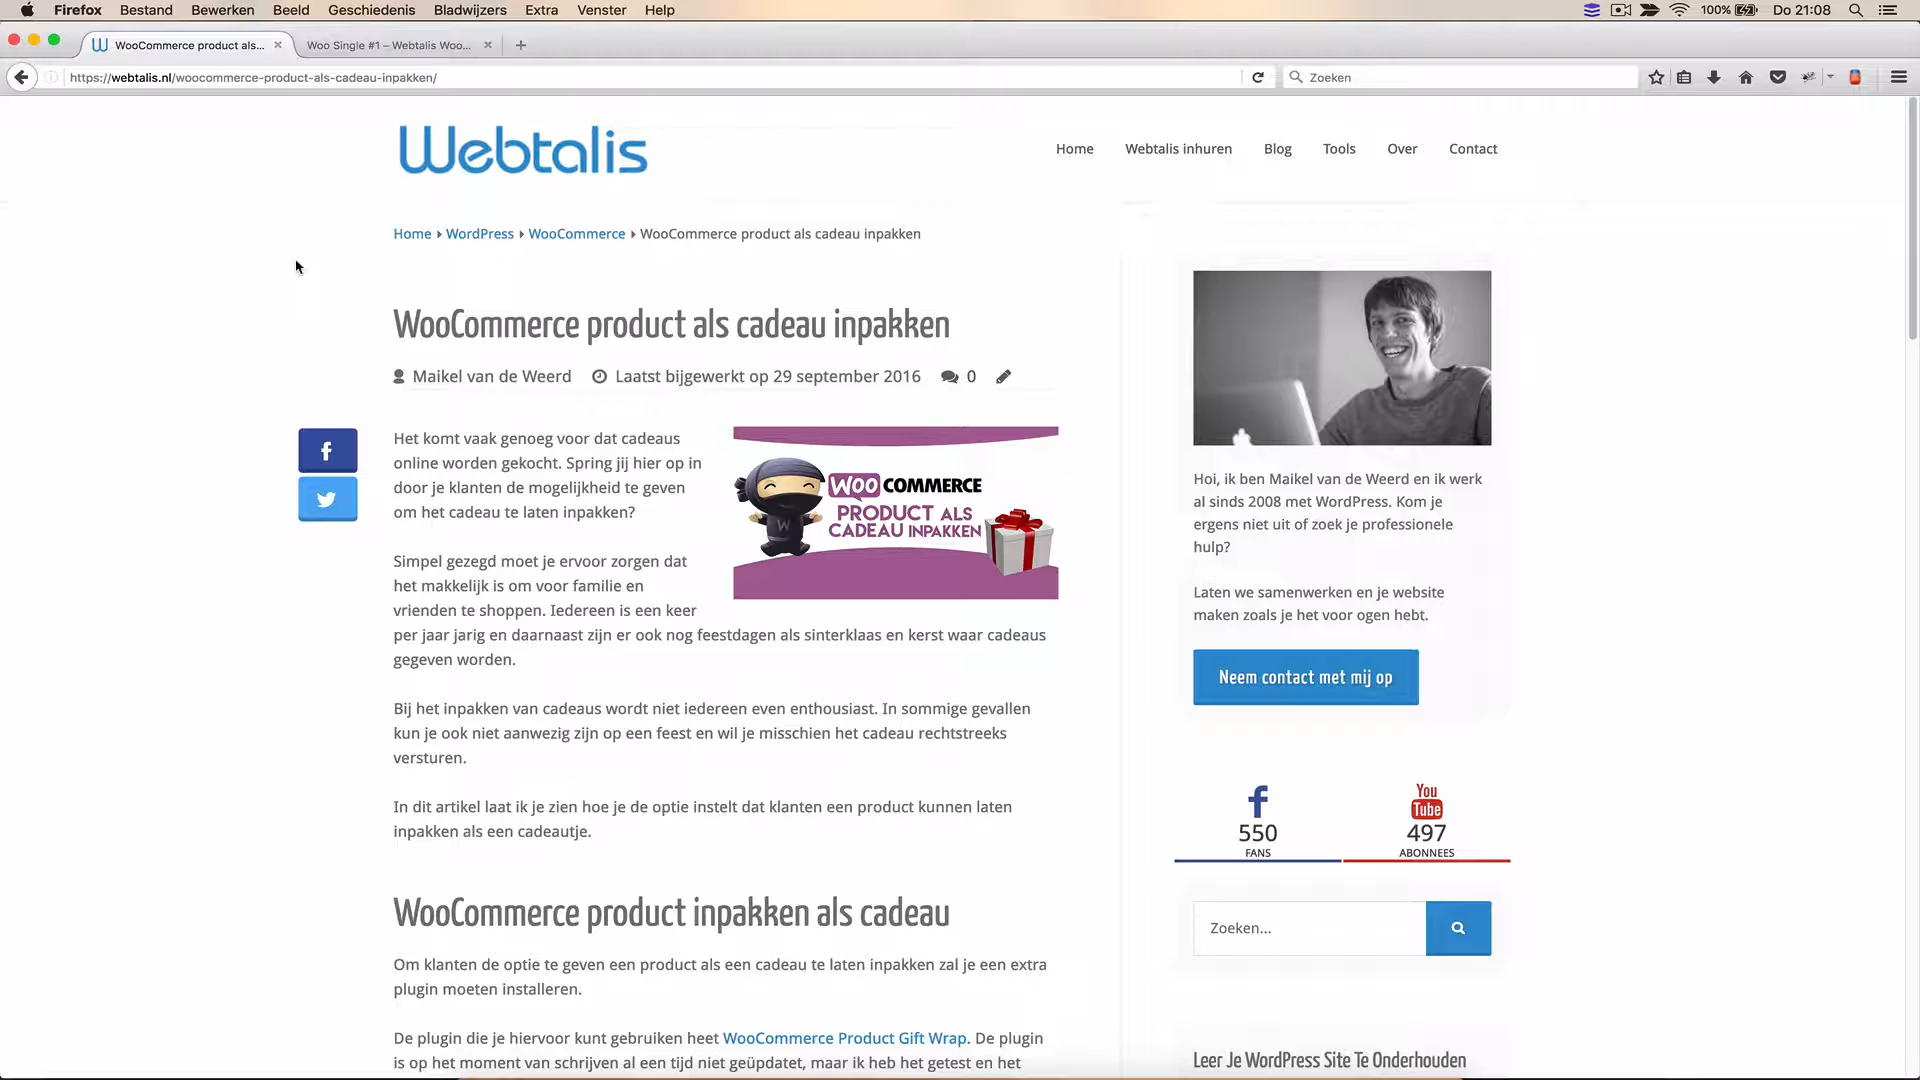 Firefox Bestand Bewerken Beeld Geschiedenis Bladwijzers Extra Venster Help 100% Do 21:08
WooCommerce product als... Woo Single #1 – Webtalis Woo...
https://webtalis.nl/woocommerce-product-als-cadeau-inpakken/ Zoeken
Webtalis
Home Webtalis inhuren Blog Tools Over Contact
Home WordPress WooCommerce WooCommerce product als cadeau inpakken
WooCommerce product als cadeau inpakken
Maikel van de Weerd Laatst bijgewerkt op 29 september 2016 0
Het komt vaak genoeg voor dat cadeaus
online worden gekocht. Spring jij hier op in
door je klanten de mogelijkheid te geven
om het cadeau te laten inpakken?
WOO COMMERCE
PRODUCT ALS
CADEAU INPAKKEN
W
Simpel gezegd moet je ervoor zorgen dat
het makkelijk is om voor familie en
vrienden te shoppen. Iedereen is een keer
per jaar jarig en daarnaast zijn er ook nog feestdagen als sinterklaas en kerst waar cadeaus
gegeven worden.
Bij het inpakken van cadeaus wordt niet iedereen even enthousiast. In sommige gevallen
kun je ook niet aanwezig zijn op een feest en wil je misschien het cadeau rechtstreeks
versturen.
In dit artikel laat ik je zien hoe je de optie instelt dat klanten een product kunnen laten
inpakken als een cadeautje.
WooCommerce product inpakken als cadeau
Om klanten de optie te geven een product als een cadeau te laten inpakken zal je een extra
plugin moeten installeren.
De plugin die je hiervoor kunt gebruiken heet WooCommerce Product Gift Wrap. De plugin
is op het moment van schrijven al een tijd niet geüpdatet, maar ik heb het getest en het
Hoi, ik ben Maikel van de Weerd en ik werk
al sinds 2008 met WordPress. Kom je
ergens niet uit of zoek je professionele
hulp?
Laten we samenwerken en je website
maken zoals je het voor ogen hebt.
Neem contact met mij op
You
Tube
550 497
FANS ABONNEES
Zoeken...
Leer Je WordPress Site Te Onderhouden